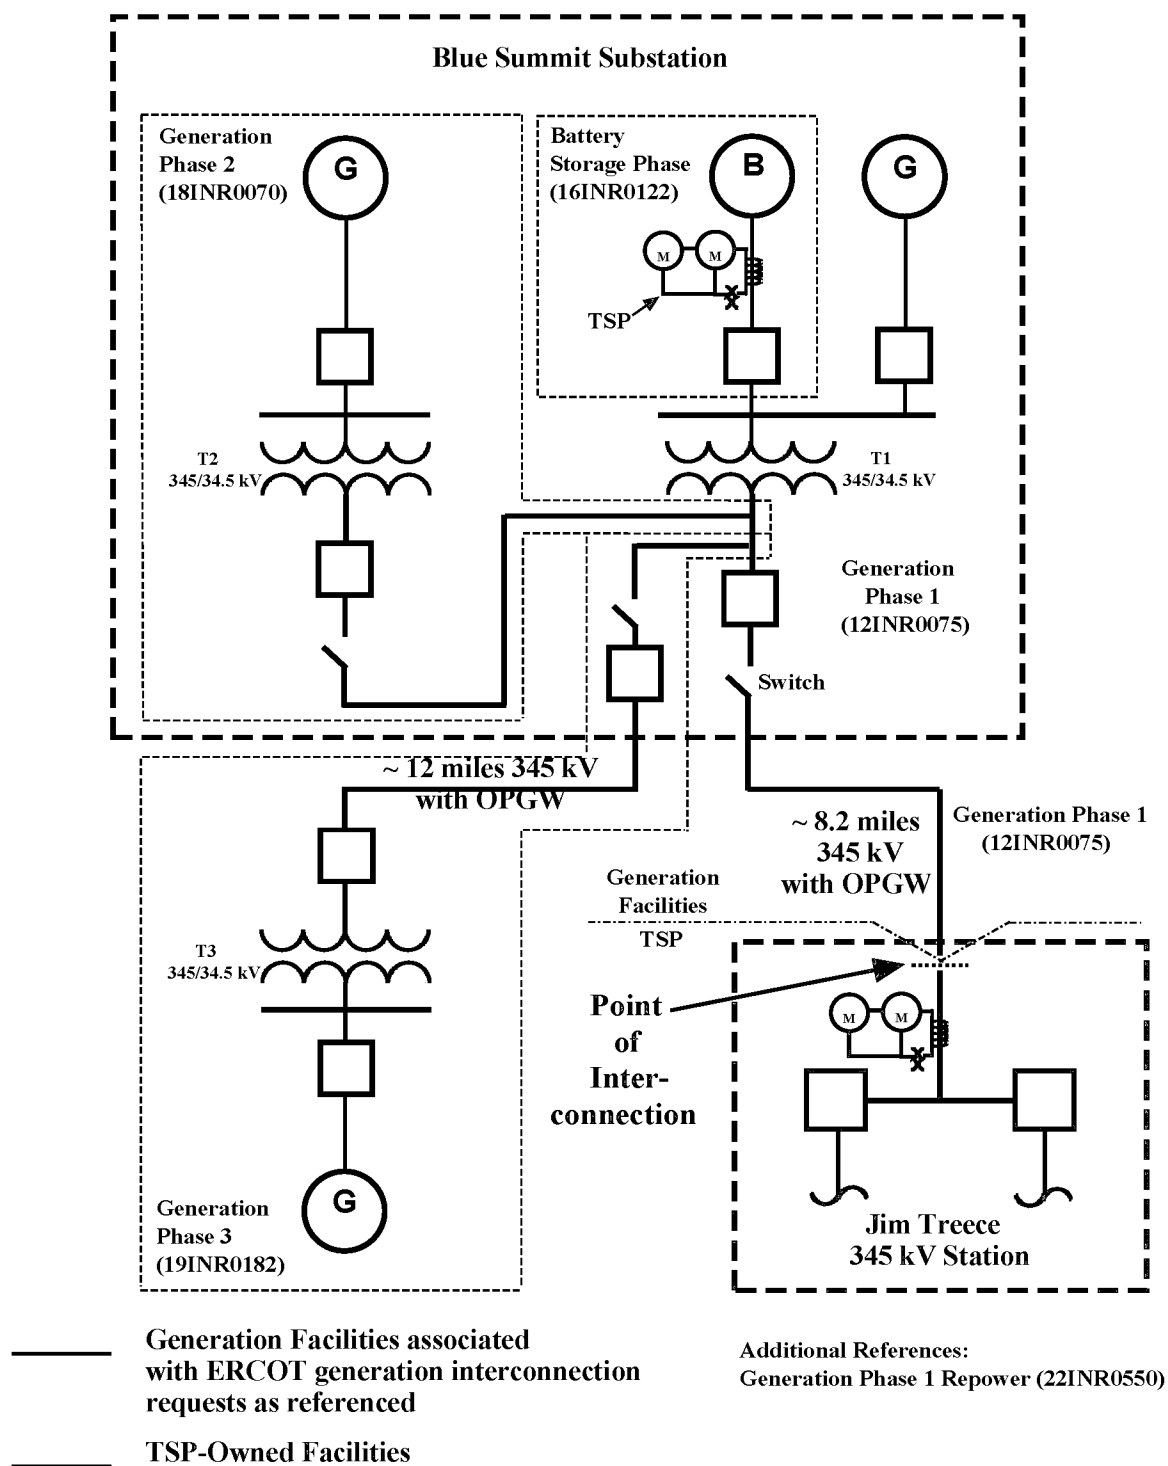 Blue Summit Substation
Generation
Phase 2
(18INR0070)
G
Battery
Storage Phase
(16INR0122)
B
G
M
M
TSP
T2
345/34.5 kV
T1
345/34.5 kV
Generation
Phase 1
(12INR0075)
Switch
~ 12 miles 345 kV
with OPGW
~ 8.2 miles
345 kV
with OPGW
Generation Phase 1
(12INR0075)
Generation
Facilities
TSP
T3
345/34.5 kV
Point
of
Inter-
connection
M
M
Generation
Phase 3
(19INR0182)
G
Jim Treece
345 kV Station
Generation Facilities associated
with ERCOT generation interconnection
requests as referenced
Additional References:
Generation Phase 1 Repower (22INR0550)
TSP-Owned Facilities